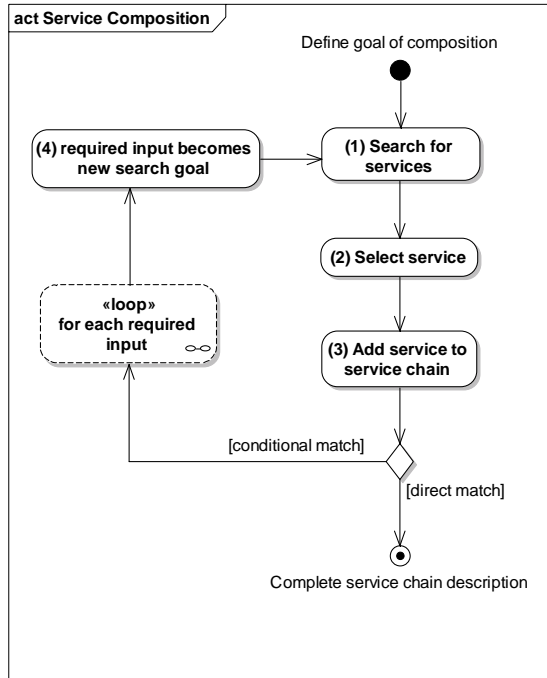 act Service Composition
Define goal of composition
(4) required input becomes
new search goal
(1) Search for
services
(2) Select service
«loop»
for each required
input
(3) Add service to
service chain
[conditional match]
[direct match]
Complete service chain description